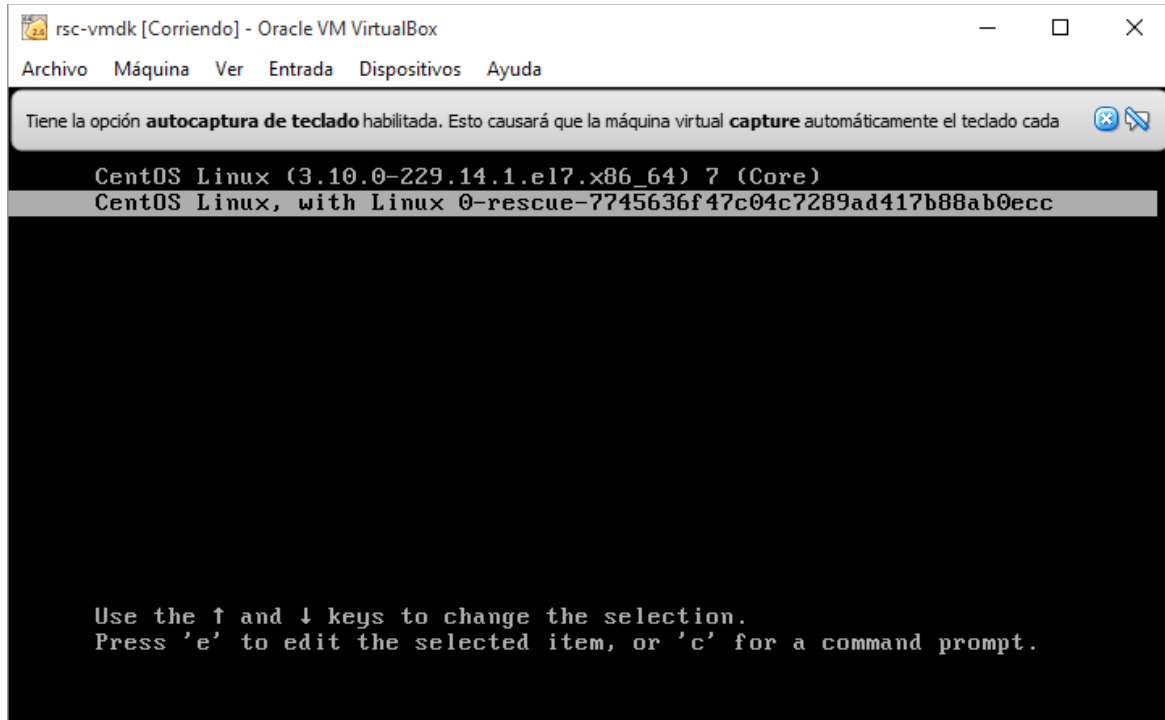 rsc-vmdk [Corriendo] - Oracle VM VirtualBox
Archivo Máquina Ver Entrada Dispositivos Ayuda
Tiene la opción autocaptura de teclado habilitada. Esto causará que la máquina virtual capture automáticamente el teclado cada
CentOS Linux (3.10.0-229.14.1.el7.x86_64) 7 (Core)
CentOS Linux, with Linux 0-rescue-7745636f47c04c7289ad417b88ab0ecc
Use the ↑ and ↓ keys to change the selection.
Press 'e' to edit the selected item, or 'c' for a command prompt.